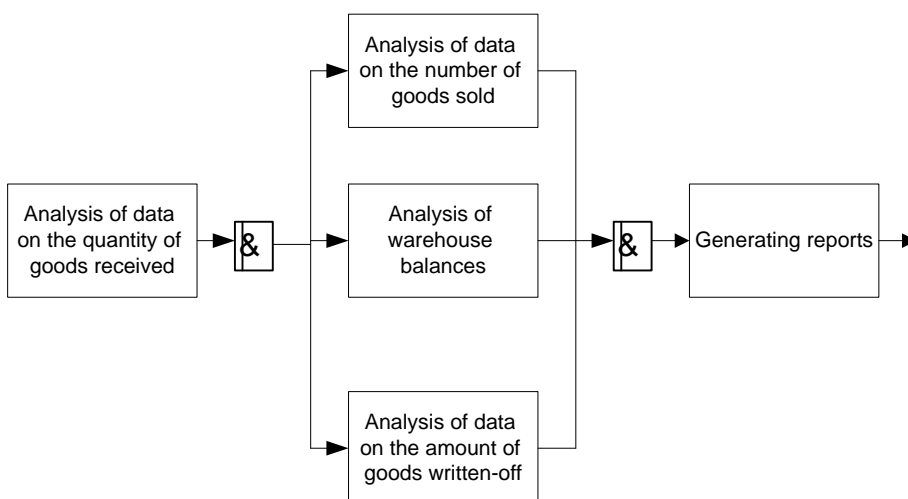 Analysis of data
on the number of
goods sold
Analysis of data
on the quantity of
goods received
&
Analysis of
warehouse
balances
&
Generating reports
Analysis of data
on the amount of
goods written-off